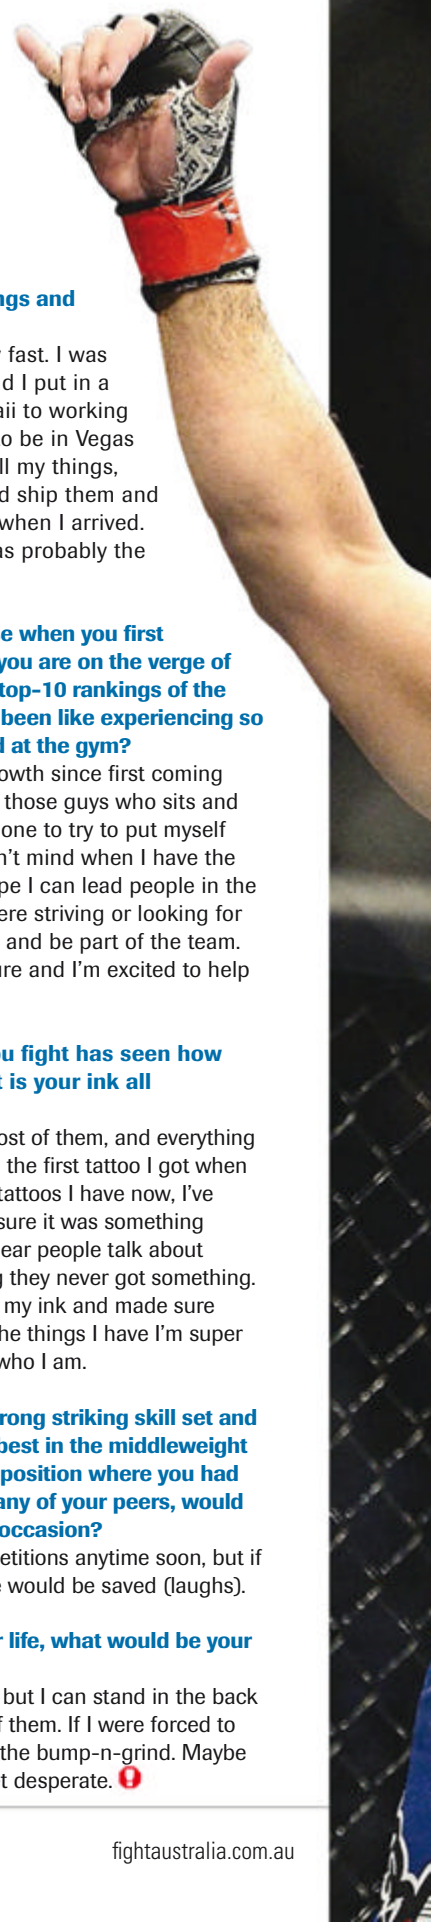 ngs and
fast. I was
d I put in a
aii to working
o be in Vegas
ll my things,
d ship them and
when I arrived.
as probably the
e when you first
you are on the verge of
top-10 rankings of the
been like experiencing so
d at the gym?
owth since first coming
those guys who sits and
one to try to put myself
n't mind when I have the
pe I can lead people in the
ere striving or looking for
and be part of the team.
ure and I'm excited to help
u fight has seen how
t is your ink all
ost of them, and everything
the first tattoo I got when
tattoos I have now, I've
sure it was something
ear people talk about
g they never got something.
my ink and made sure
he things I have I'm super
who I am.
rong striking skill set and
best in the middleweight
position where you had
any of your peers, would
occasion?
etitions anytime soon, but if
e would be saved (laughs).
r life, what would be your
but I can stand in the back
f them. If I were forced to
the bump-n-grind. Maybe
t desperate.
fightaustralia.com.au